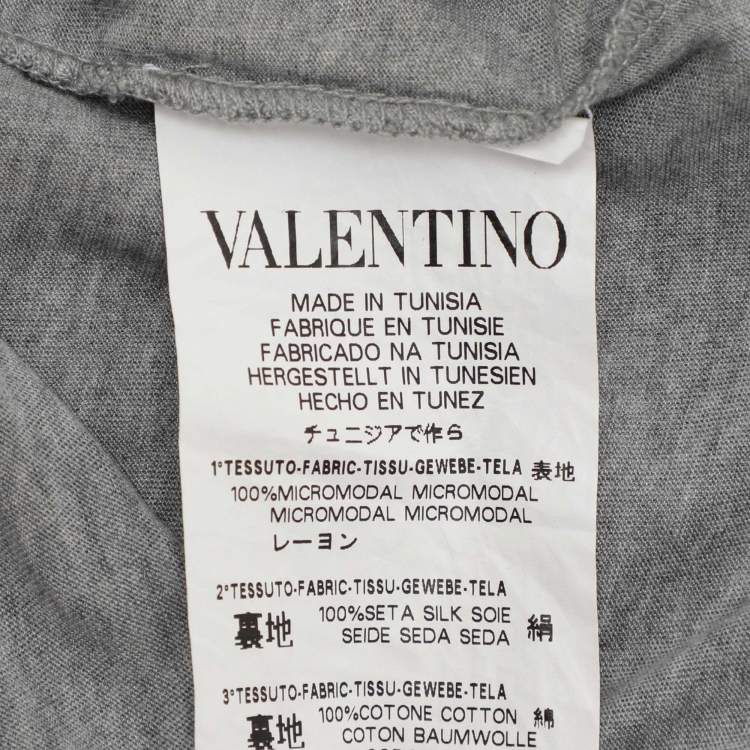 VALENTINO
MADE IN TUNISIA
FABRIQUE EN TUNISIE
FABRICADO NA TUNISIA
HERGESTELLT IN TUNESIEN
HECHO EN TUNEZ
チュニジアで作ら
1°TESSUTO-FABRIC-TISSU-GEWEBE-TELA 表地
100%MICROMODAL MICROMODAL
MICROMODAL MICROMODAL
レーヨン
2°TESSUTO-FABRIC-TISSU-GEWEBE-TELA
裏地 100%SETA SILK SOIE 絹
SEIDE SEDA SEDA
3°TESSUTO-FABRIC-TISSU-GEWEBE-TELA
裏地 100%COTONE COTTON 綿
COTON BAUMWOLLE